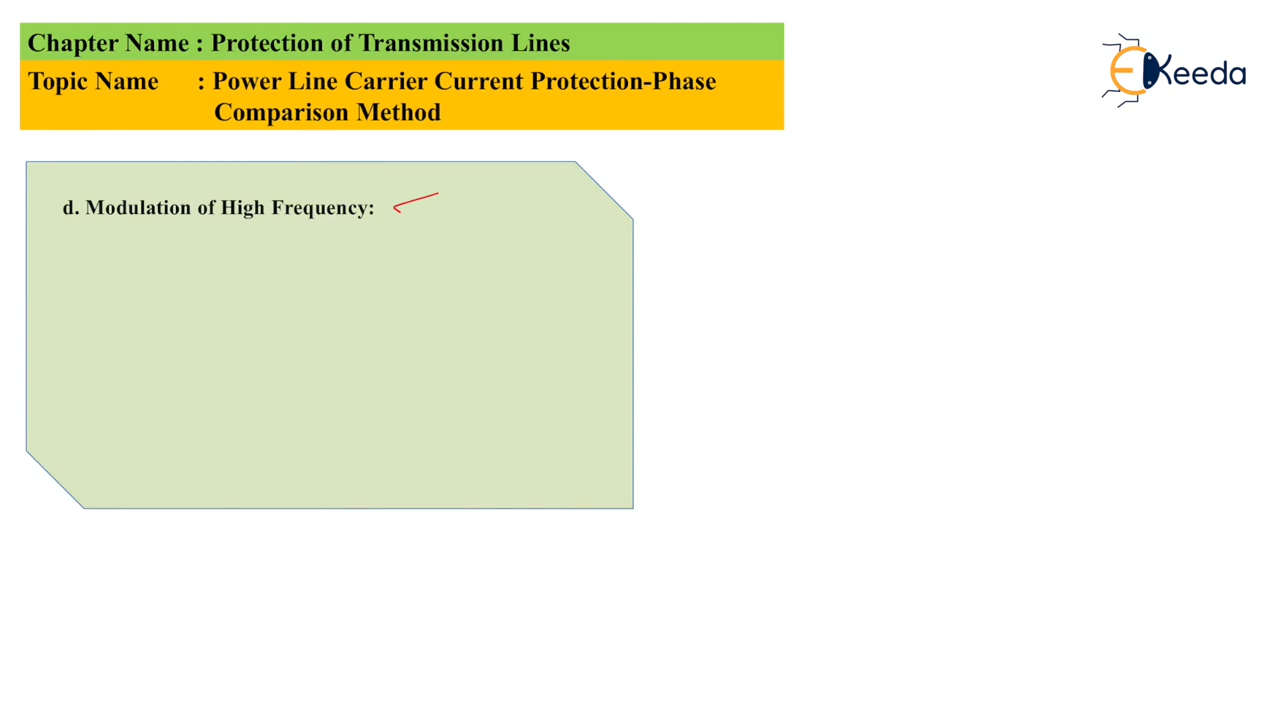 Chapter Name : Protection of Transmission Lines
Topic Name : Power Line Carrier Current Protection-Phase
Comparison Method
EKeeda
d. Modulation of High Frequency: